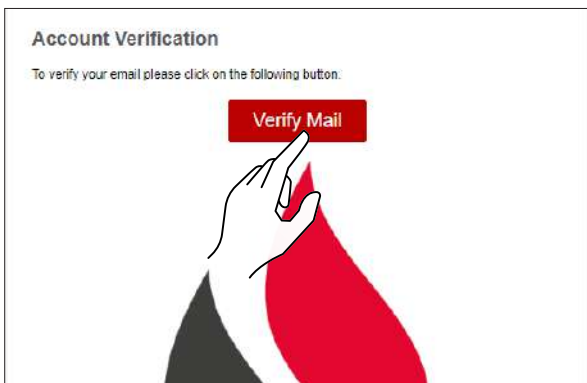 Account Verification
To verify your email please click on the following button.
Verify Mail